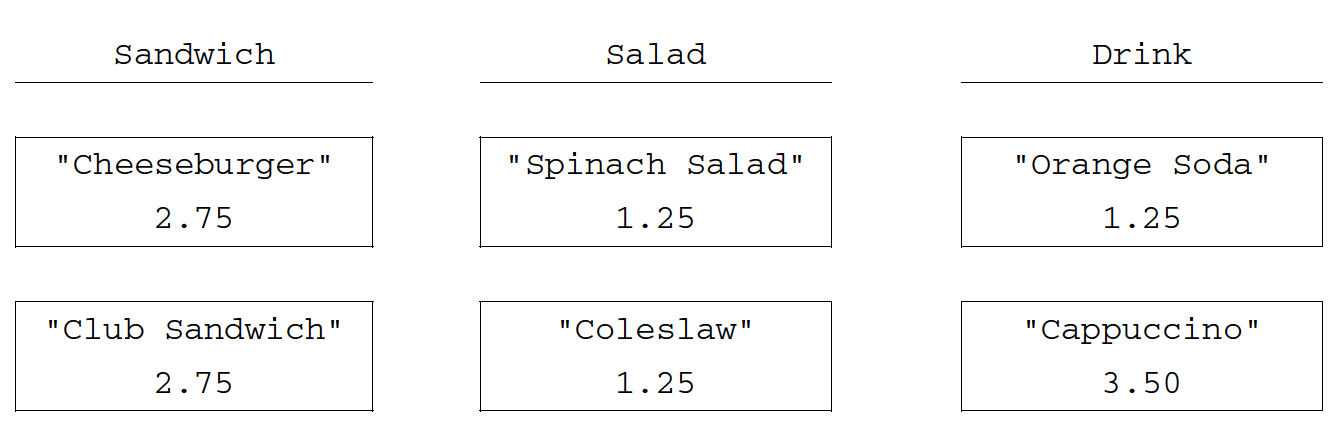 Sandwich Salad Drink
"Cheeseburger" "Spinach Salad" "Orange Soda"
2.75 1.25 1.25
"Club Sandwich" "Coleslaw" "Cappuccino"
2.75 1.25 3.50